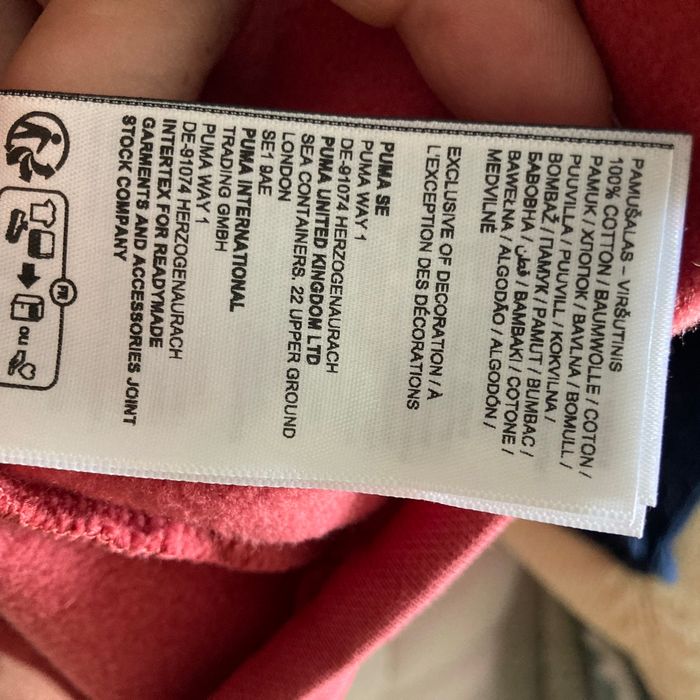 PAMUŠALAS – VIRŠUTINIS
100% COTTON / BAUMWOLLE / COTON /
PAMUK / ХЛОПОК / BAVLNA / BOMULL /
PUUVILLA / PUUVILL / KOKVILNA /
BOMBAŽ / ПАМУК / PAMUT / BUMBAC /
БАВОВНА / قطن / BAMBAKI / COTONE /
BAWEŁNA / ALGODÃO / ALGODÓN /
MEDVILNĖ
EXCLUSIVE OF DECORATION / À
L'EXCEPTION DES DÉCORATIONS
PUMA SE
PUMA WAY 1
DE-91074 HERZOGENAURACH
PUMA UNITED KINGDOM LTD
SEA CONTAINERS, 22 UPPER GROUND
LONDON
SE1 9AE
PUMA INTERNATIONAL
TRADING GMBH
PUMA WAY 1
DE-91074 HERZOGENAURACH
INTERTEX FOR READYMADE
GARMENTS AND ACCESSORIES JOINT
STOCK COMPANY
FR
OU